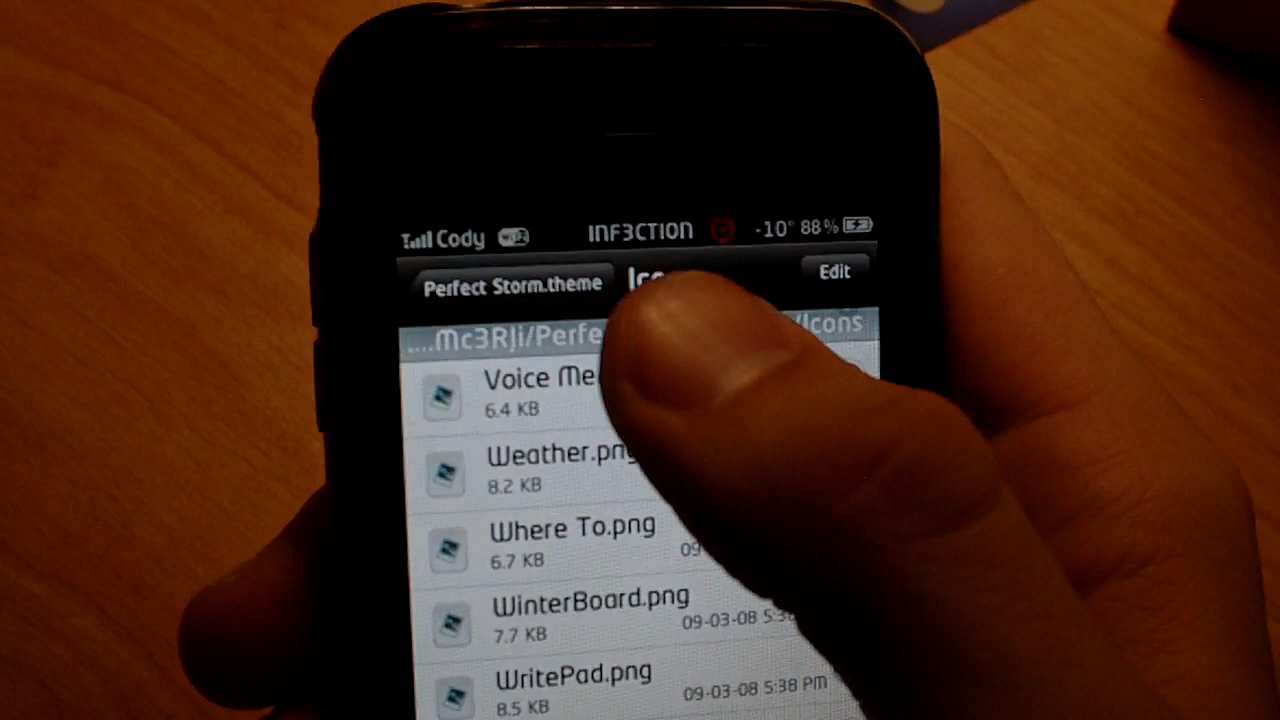 Cody INF3CTION -10° 88%
Perfect Storm.theme Edit
....Mc3RJi/Perfe /Icons
Voice Me
6.4 KB
Weather.png
8.2 KB
Where To.png
6.7 KB 09
WinterBoard.png
7.7 KB 09-03-08 5:38
WritePad.png
8.5 KB 09-03-08 5:38 PM